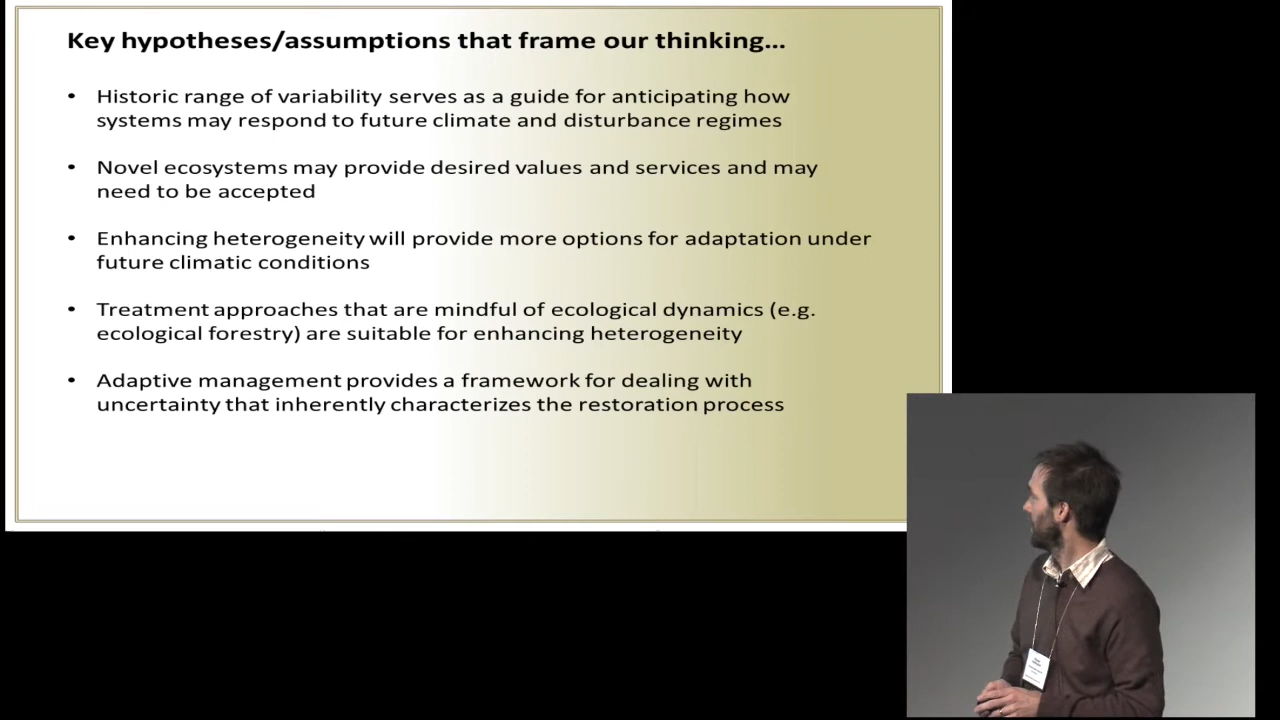 Key hypotheses/assumptions that frame our thinking...
• Historic range of variability serves as a guide for anticipating how
systems may respond to future climate and disturbance regimes
• Novel ecosystems may provide desired values and services and may
need to be accepted
• Enhancing heterogeneity will provide more options for adaptation under
future climatic conditions
• Treatment approaches that are mindful of ecological dynamics (e.g.
ecological forestry) are suitable for enhancing heterogeneity
• Adaptive management provides a framework for dealing with
uncertainty that inherently characterizes the restoration process